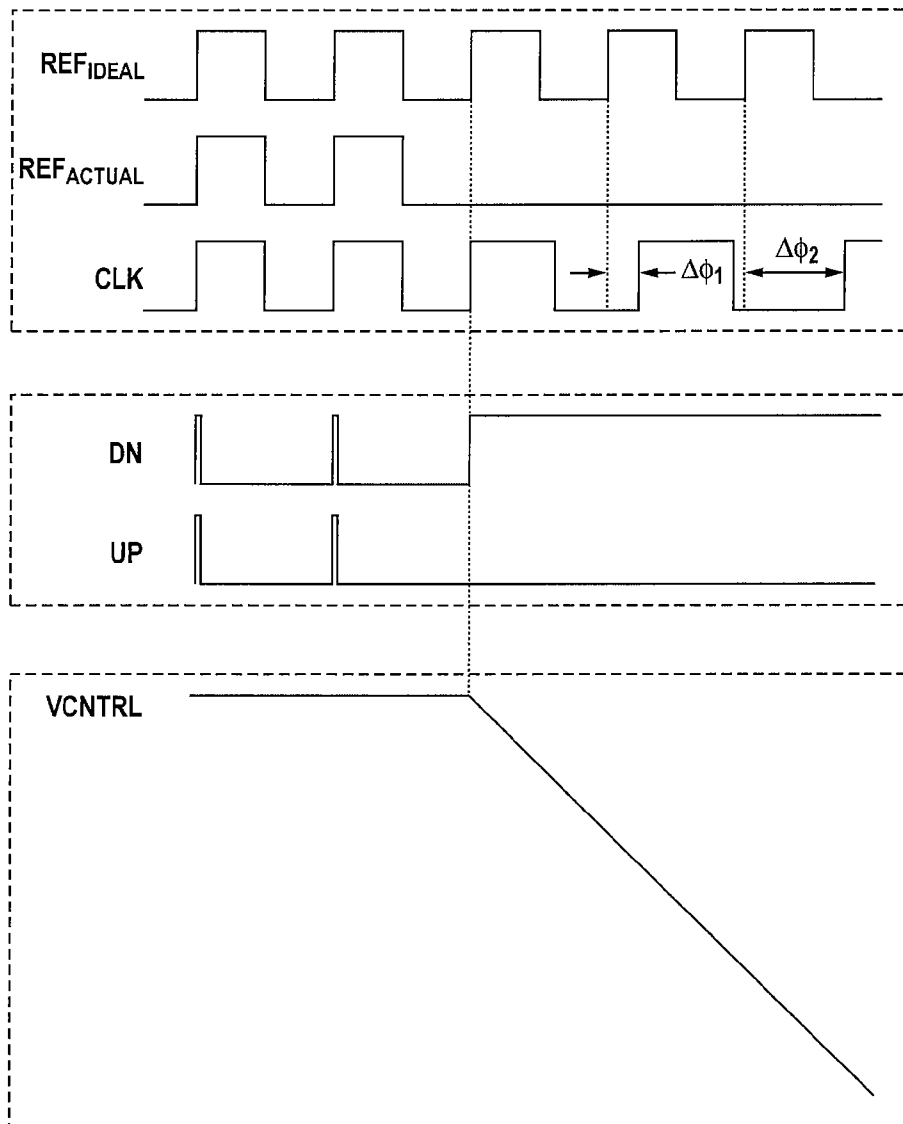 REF_IDEAL
REF_ACTUAL
CLK
Δϕ₁
Δϕ₂
DN
UP
VCNTRL